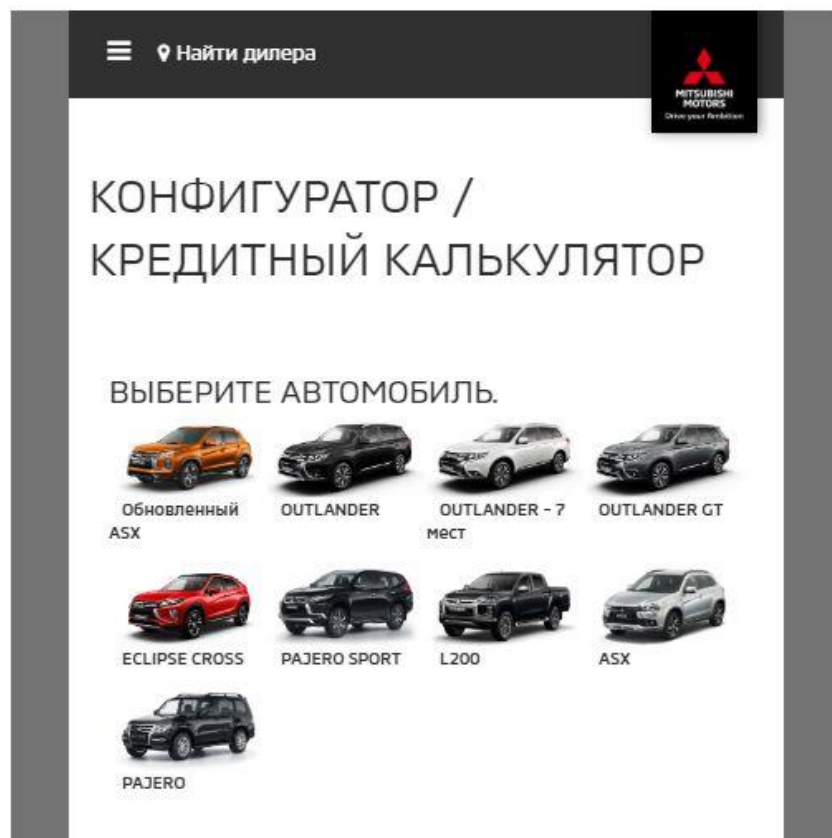 Найти дилера
MITSUBISHI
MOTORS
Drive your Ambition
КОНФИГУРАТОР /
КРЕДИТНЫЙ КАЛЬКУЛЯТОР
ВЫБЕРИТЕ АВТОМОБИЛЬ.
Обновленный
ASX
OUTLANDER
OUTLANDER - 7
мест
OUTLANDER GT
ECLIPSE CROSS
PAJERO SPORT
L200
ASX
PAJERO